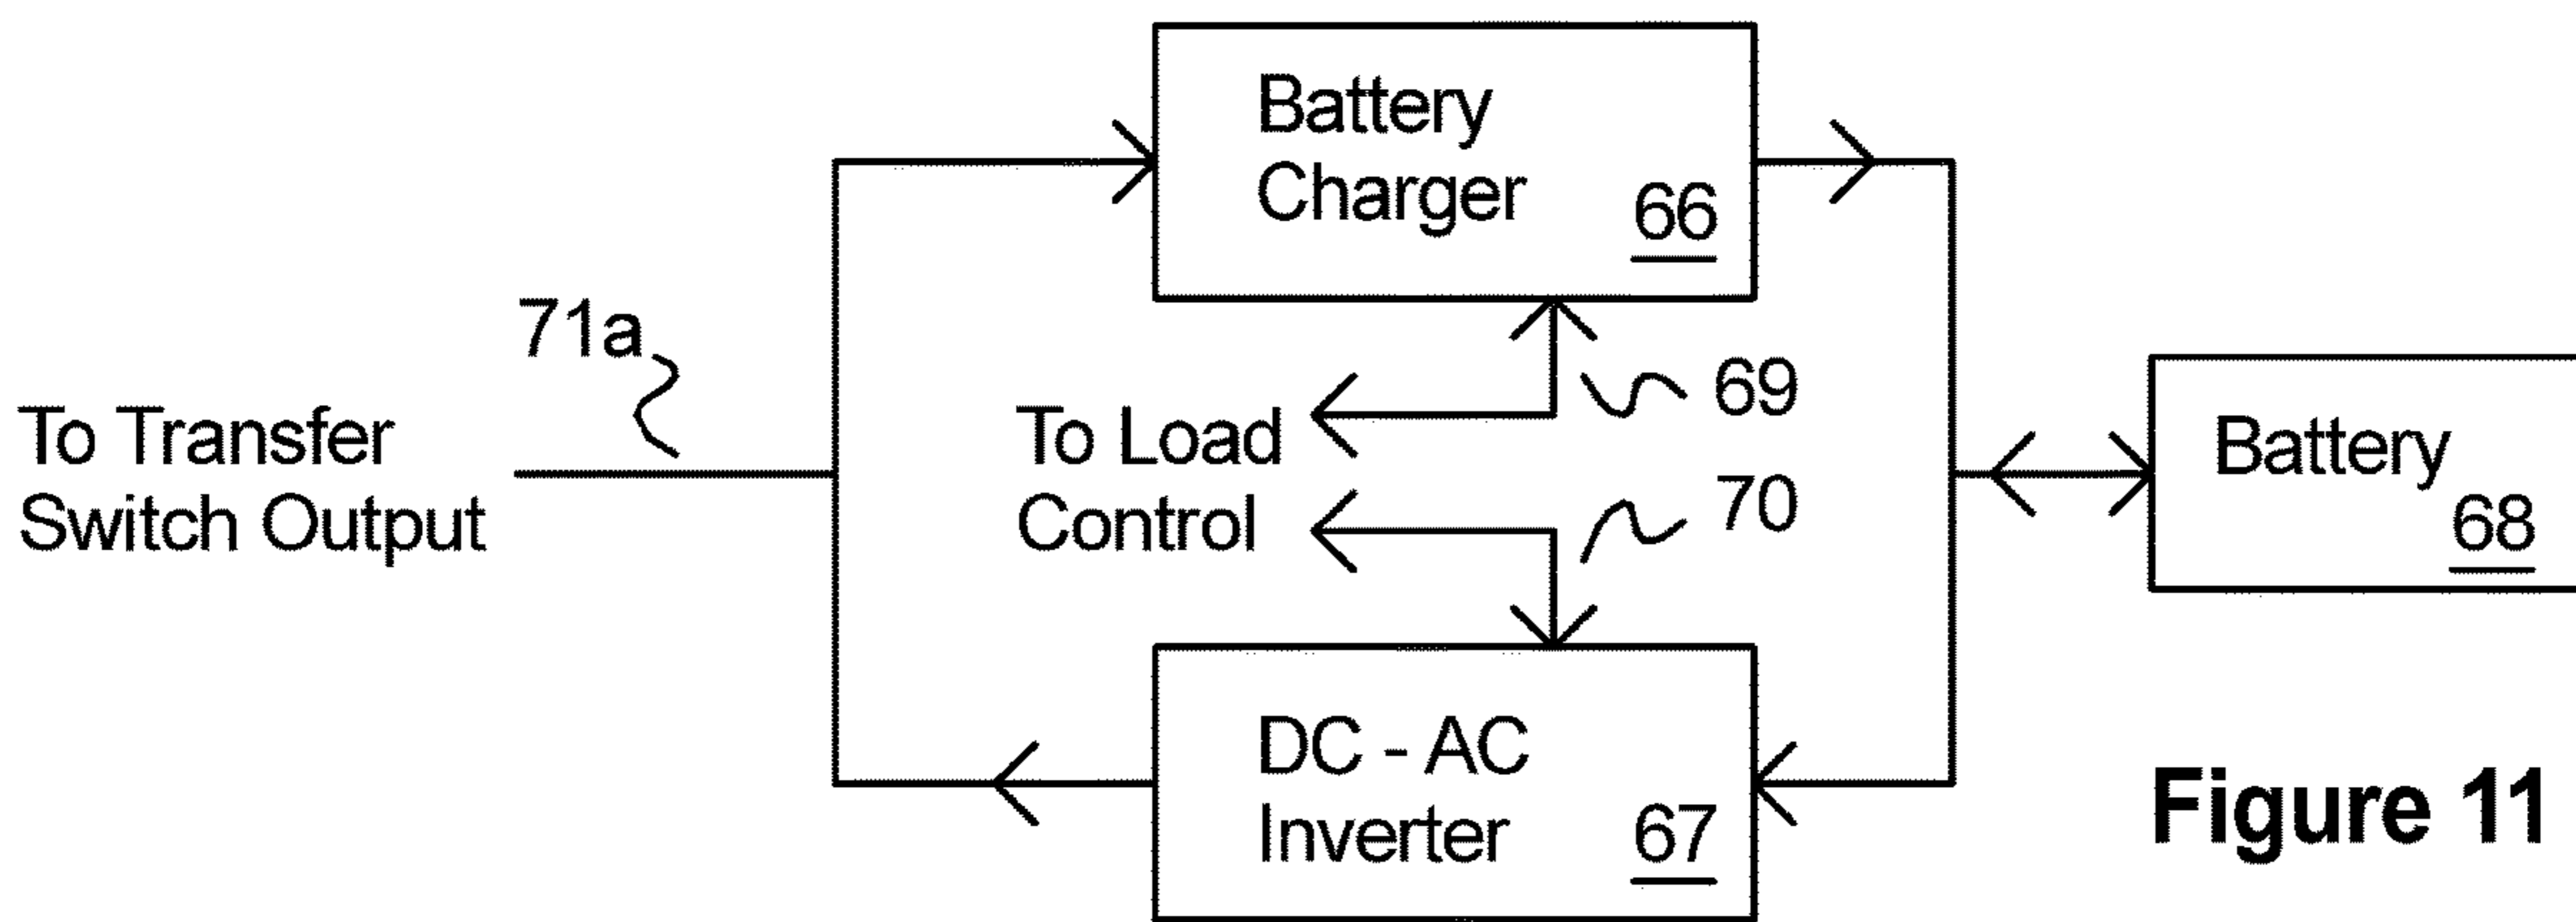 Battery
Charger
66
71a
69
To Transfer
Switch Output
To Load
Control
70
Battery
68
DC - AC
Inverter
67
Figure 11